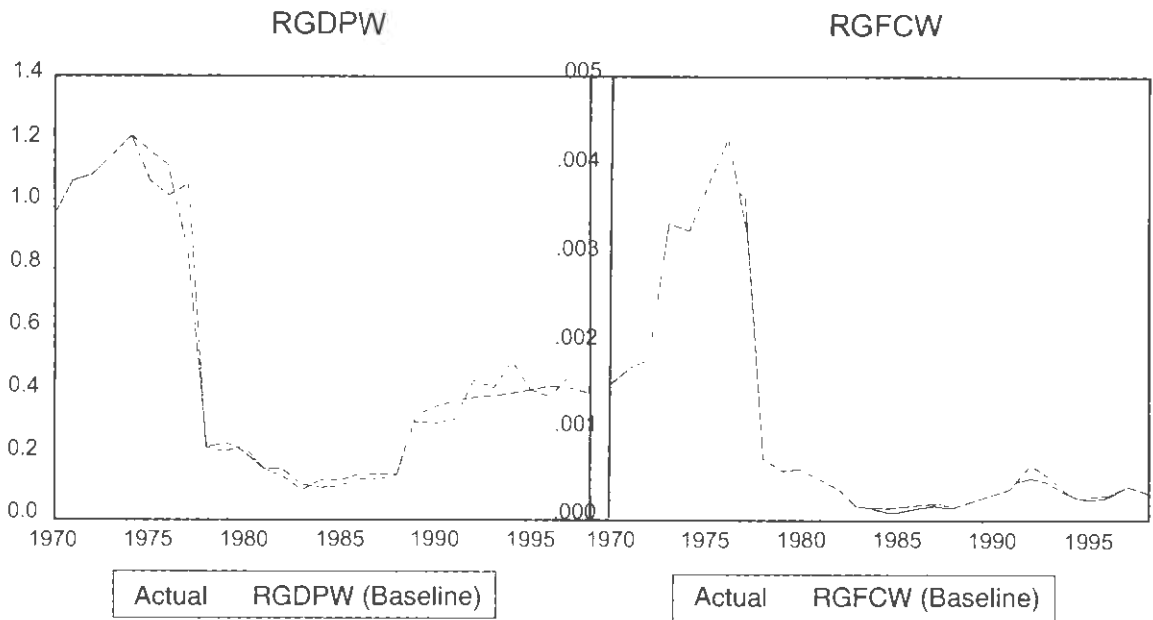 RGDPW
1.4
1.2
1.0
0.8
0.6
0.4
0.2
0.0
1970 1975 1980 1985 1990 1995
Actual RGDPW (Baseline)
RGFCW
.005
.004
.003
.002
.001
.000
1970 1975 1980 1985 1990 1995
Actual RGFCW (Baseline)